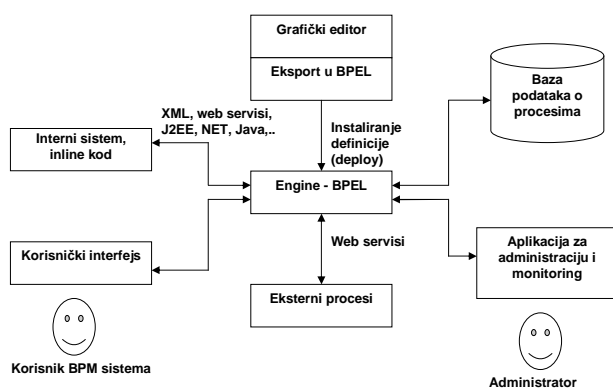 Grafički editor
Eksport u BPEL
Baza
podataka o
procesima
XML, web servisi,
J2EE, NET, Java,..
Instaliranje
definicije
(deploy)
Interni sistem,
inline kod
Engine - BPEL
Web servisi
Korisnički interfejs
Aplikacija za
administraciju i
monitoring
Eksterni procesi
Korisnik BPM sistema
Administrator